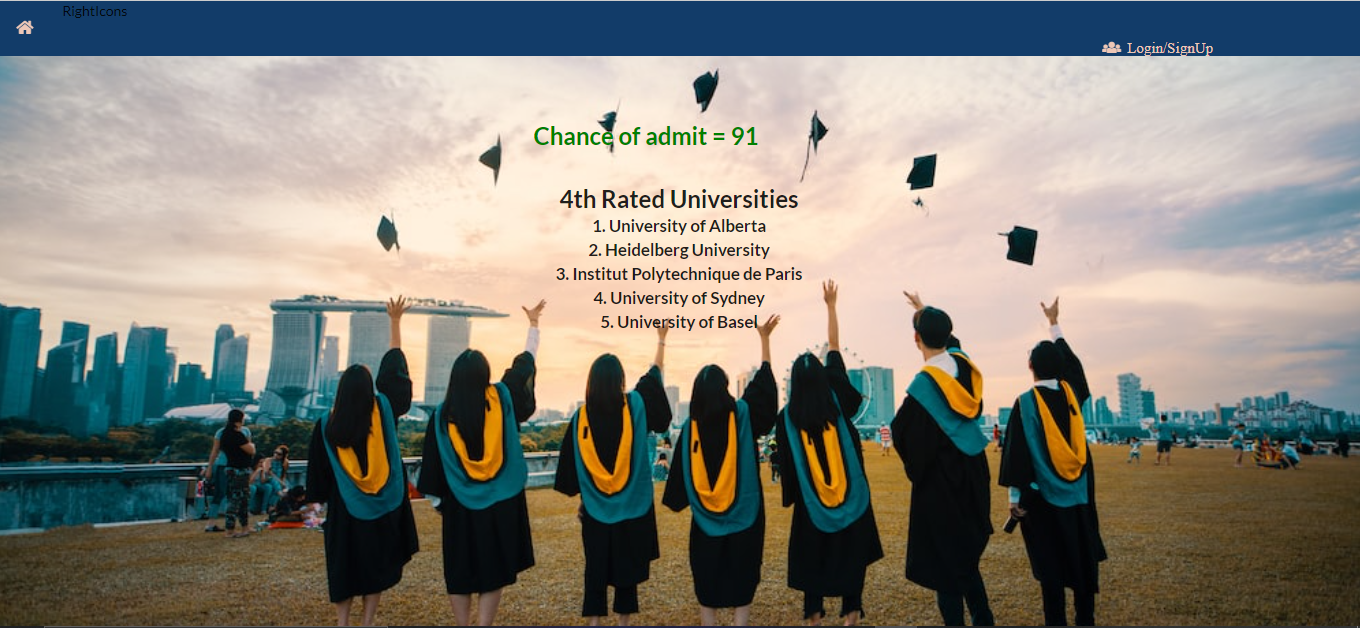 RightIcons
Login/SignUp
Chance of admit = 91
4th Rated Universities
1. University of Alberta
2. Heidelberg University
3. Institut Polytechnique de Paris
4. University of Sydney
5. University of Basel